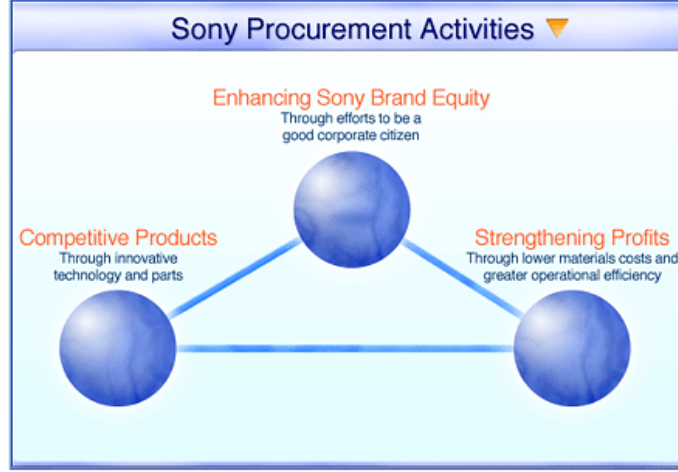 Sony Procurement Activities
Enhancing Sony Brand Equity
Through efforts to be a
good corporate citizen
Competitive Products
Through innovative
technology and parts
Strengthening Profits
Through lower materials costs and
greater operational efficiency